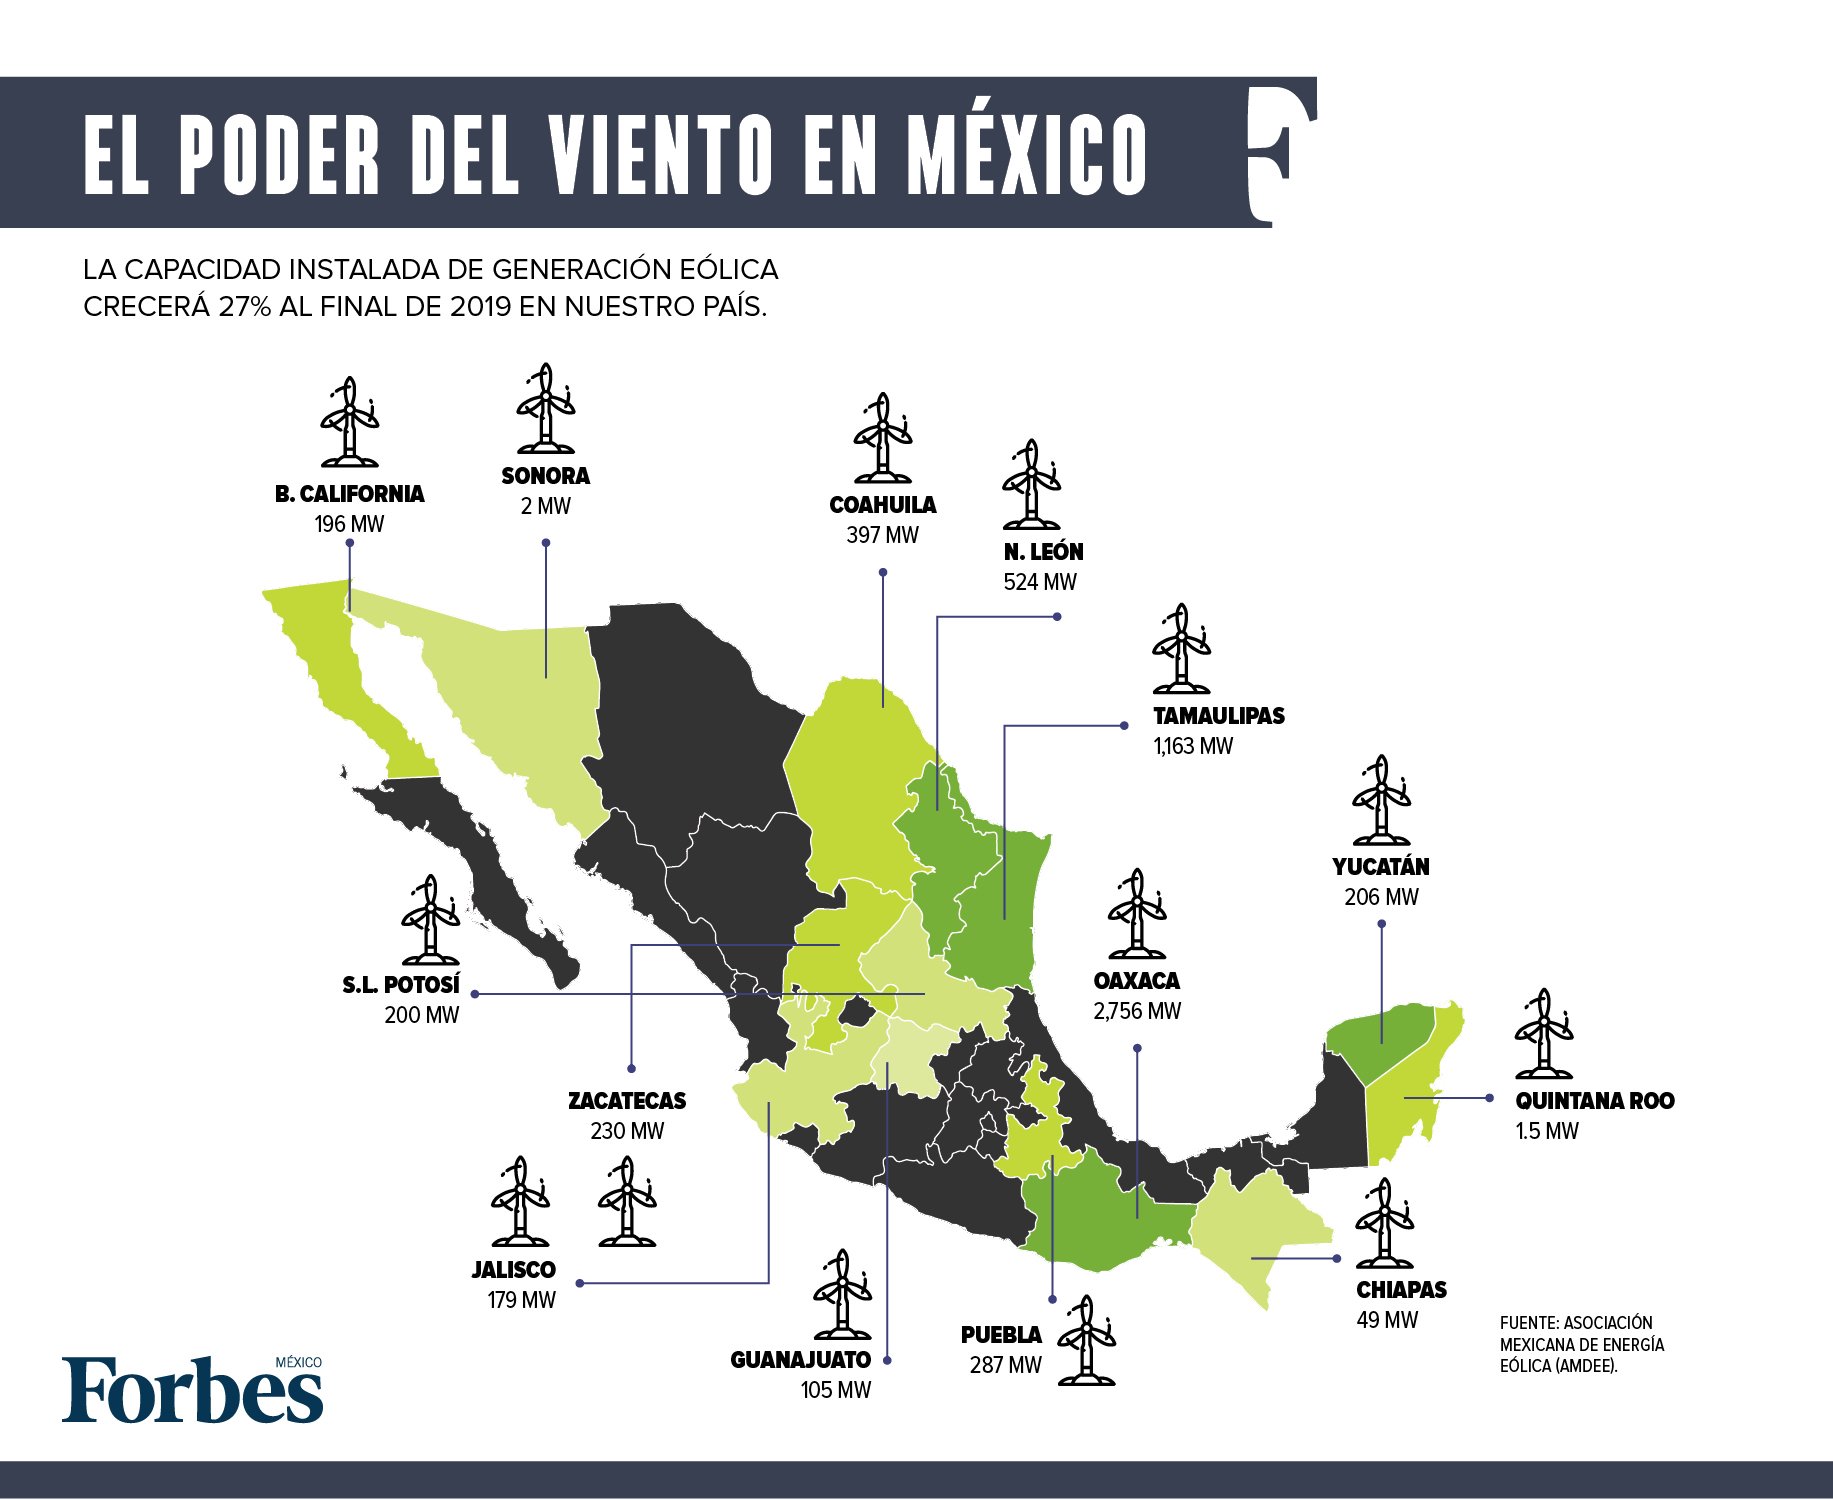 EL PODER DEL VIENTO EN MÉXICO
F
LA CAPACIDAD INSTALADA DE GENERACIÓN EÓLICA
CRECERÁ 27% AL FINAL DE 2019 EN NUESTRO PAÍS.
B. CALIFORNIA
196 MW
SONORA
2 MW
COAHUILA
397 MW
N. LEÓN
524 MW
TAMAULIPAS
1,163 MW
YUCATÁN
206 MW
OAXACA
2,756 MW
S.L. POTOSÍ
200 MW
ZACATECAS
230 MW
QUINTANA ROO
1.5 MW
JALISCO
179 MW
CHIAPAS
49 MW
PUEBLA
287 MW
GUANAJUATO
105 MW
FUENTE: ASOCIACIÓN
MEXICANA DE ENERGÍA
EÓLICA (AMDEE).
MÉXICO
Forbes